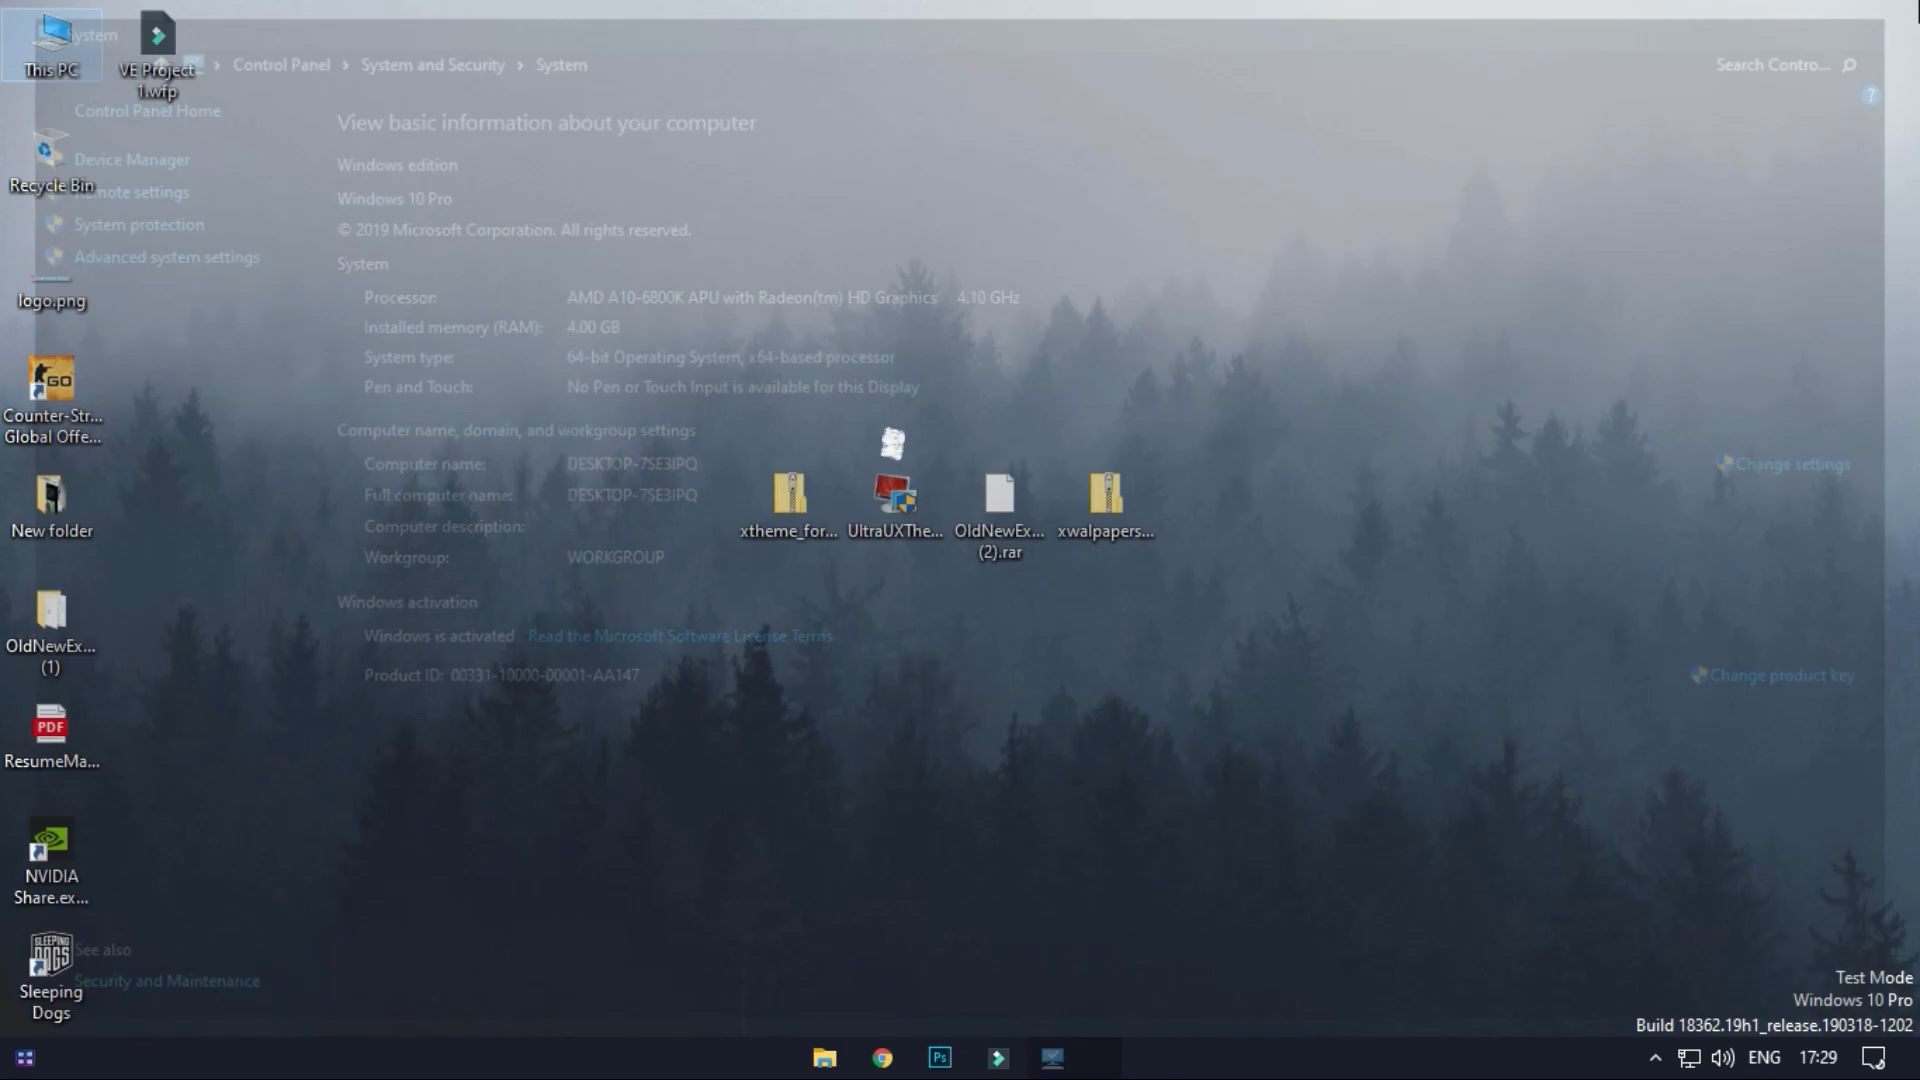 System
Control Panel › System and Security › System
Search Contro...
This PC
VE Project
1.wfp
Control Panel Home
View basic information about your computer
Device Manager
Windows edition
Recycle Bin
Remote settings
Windows 10 Pro
System protection
© 2019 Microsoft Corporation. All rights reserved.
Advanced system settings
System
logo.png
Processor: AMD A10-6800K APU with Radeon(tm) HD Graphics 4.10 GHz
Installed memory (RAM): 4.00 GB
System type: 64-bit Operating System, x64-based processor
Pen and Touch: No Pen or Touch Input is available for this Display
GO
Counter-Str...
Global Offe...
Computer name, domain, and workgroup settings
Computer name: DESKTOP-7SE3IPQ
Change settings
Full computer name: DESKTOP-7SE3IPQ
Computer description:
Workgroup: WORKGROUP
New folder
xtheme_for...
UltraUXThe...
OldNewEx...
(2).rar
xwalpapers...
Windows activation
Windows is activated Read the Microsoft Software License Terms
Product ID: 00331-10000-00001-AA147
Change product key
OldNewEx...
(1)
PDF
ResumeMa...
NVIDIA
Share.ex...
SLEEPING
DOGS
See also
Security and Maintenance
Sleeping
Dogs
Test Mode
Windows 10 Pro
Build 18362.19h1_release.190318-1202
Ps
ENG
17:29